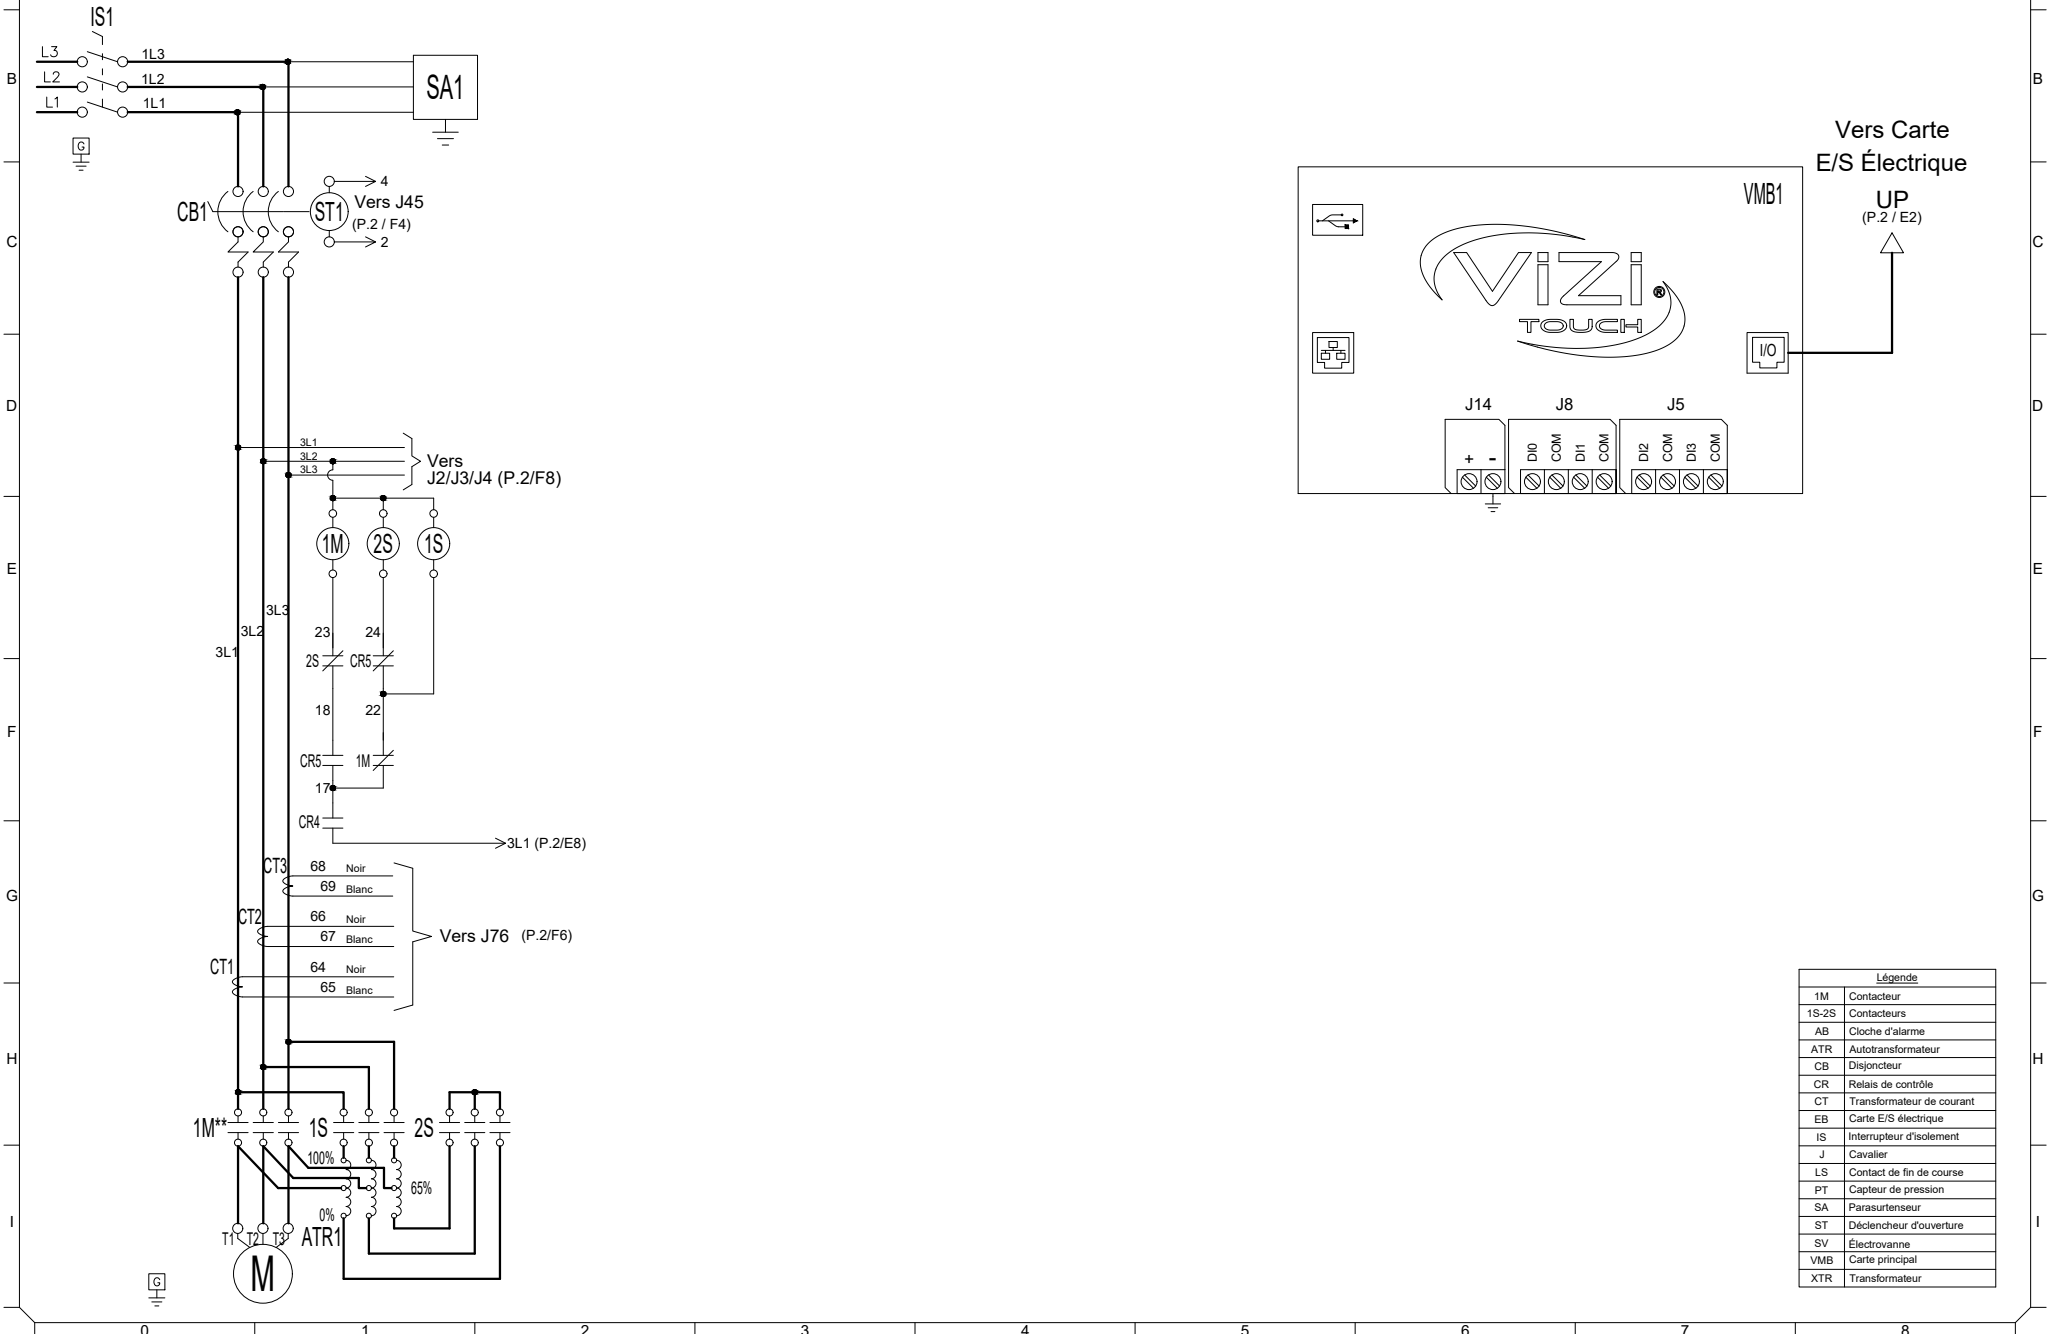 IS1
L3
1L3
L2
1L2
L1
1L1
SA1
G
B
B
Vers Carte
E/S Électrique
UP
(P.2 / E2)
CB1
ST1
4
Vers J45
(P.2 / F4)
2
C
C
VMB1
ViZi
®
TOUCH
I/O
J14
J8
J5
+
-
DI0
COM
DI1
COM
DI2
COM
DI3
COM
D
D
3L1
3L2
3L3
Vers
J2/J3/J4 (P.2/F8)
1M
2S
1S
E
E
3L3
3L2
3L1
23
24
2S
CR5
18
22
F
F
CR5
1M
17
CR4
3L1 (P.2/E8)
CT3
68
Noir
69
Blanc
CT2
66
Noir
67
Blanc
CT1
64
Noir
65
Blanc
Vers J76 (P.2/F6)
G
G
H
H
1M**
1S
2S
100%
65%
0%
ATR1
T1
T2
T3
M
G
I
I
Légende
1M Contacteur
1S-2S Contacteurs
AB Cloche d'alarme
ATR Autotransformateur
CB Disjoncteur
CR Relais de contrôle
CT Transformateur de courant
EB Carte E/S électrique
IS Interrupteur d'isolement
J Cavalier
LS Contact de fin de course
PT Capteur de pression
SA Parasurtenseur
ST Déclencheur d'ouverture
SV Électrovanne
VMB Carte principal
XTR Transformateur
0
1
2
3
4
5
6
7
8